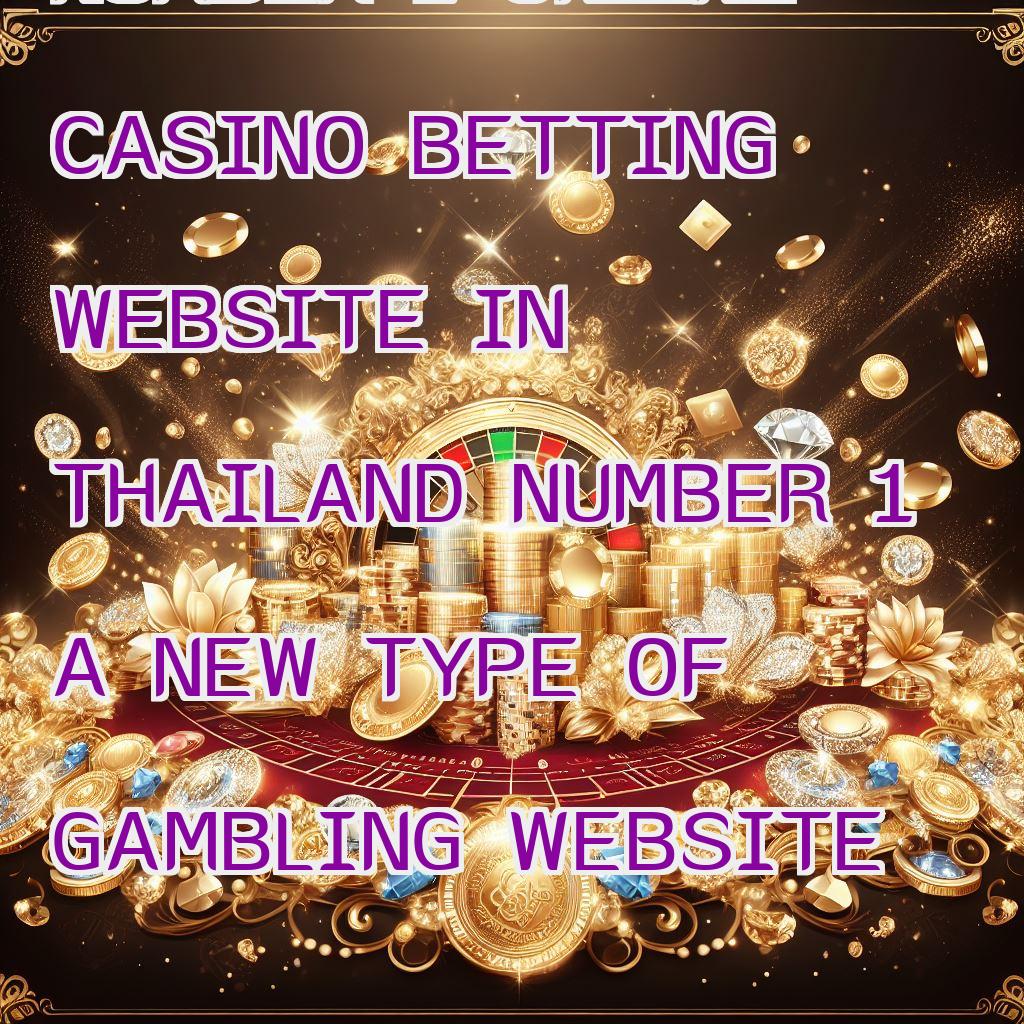 CASINO BETTING
WEBSITE IN
THAILAND NUMBER 1
A NEW TYPE OF
GAMBLING WEBSITE